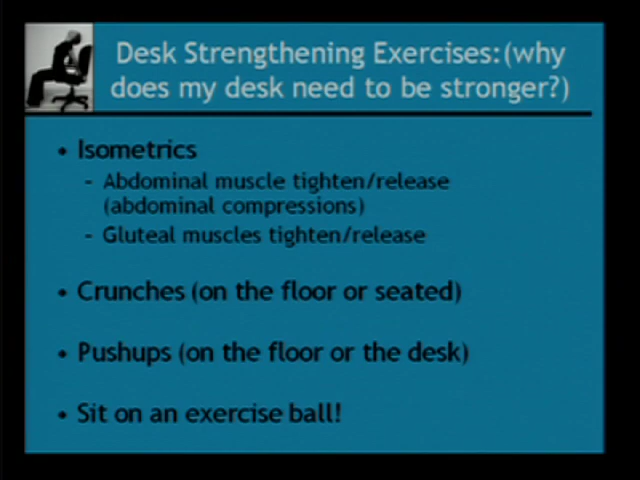 Desk Strengthening Exercises:(why
does my desk need to be stronger?)
• Isometrics
– Abdominal muscle tighten/release
(abdominal compressions)
– Gluteal muscles tighten/release
• Crunches (on the floor or seated)
• Pushups (on the floor or the desk)
• Sit on an exercise ball!